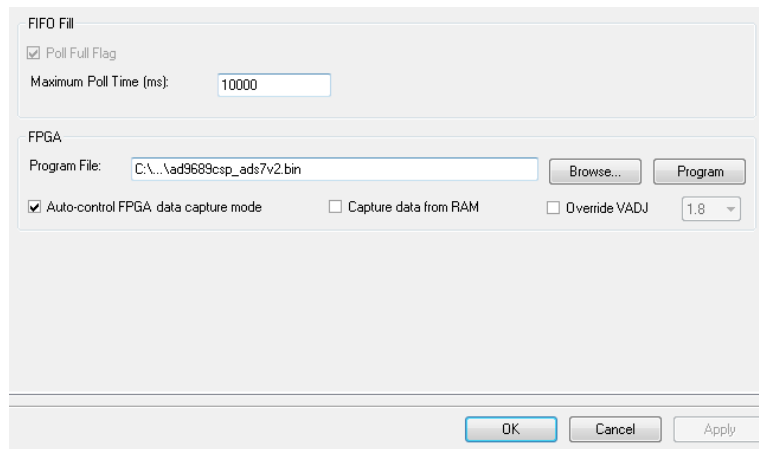 FIFO Fill
Poll Full Flag
Maximum Poll Time (ms): 10000
FPGA
Program File: C:\...\ad9689csp_ads7v2.bin Browse... Program
Auto-control FPGA data capture mode Capture data from RAM Override VADJ 1.8
OK Cancel Apply